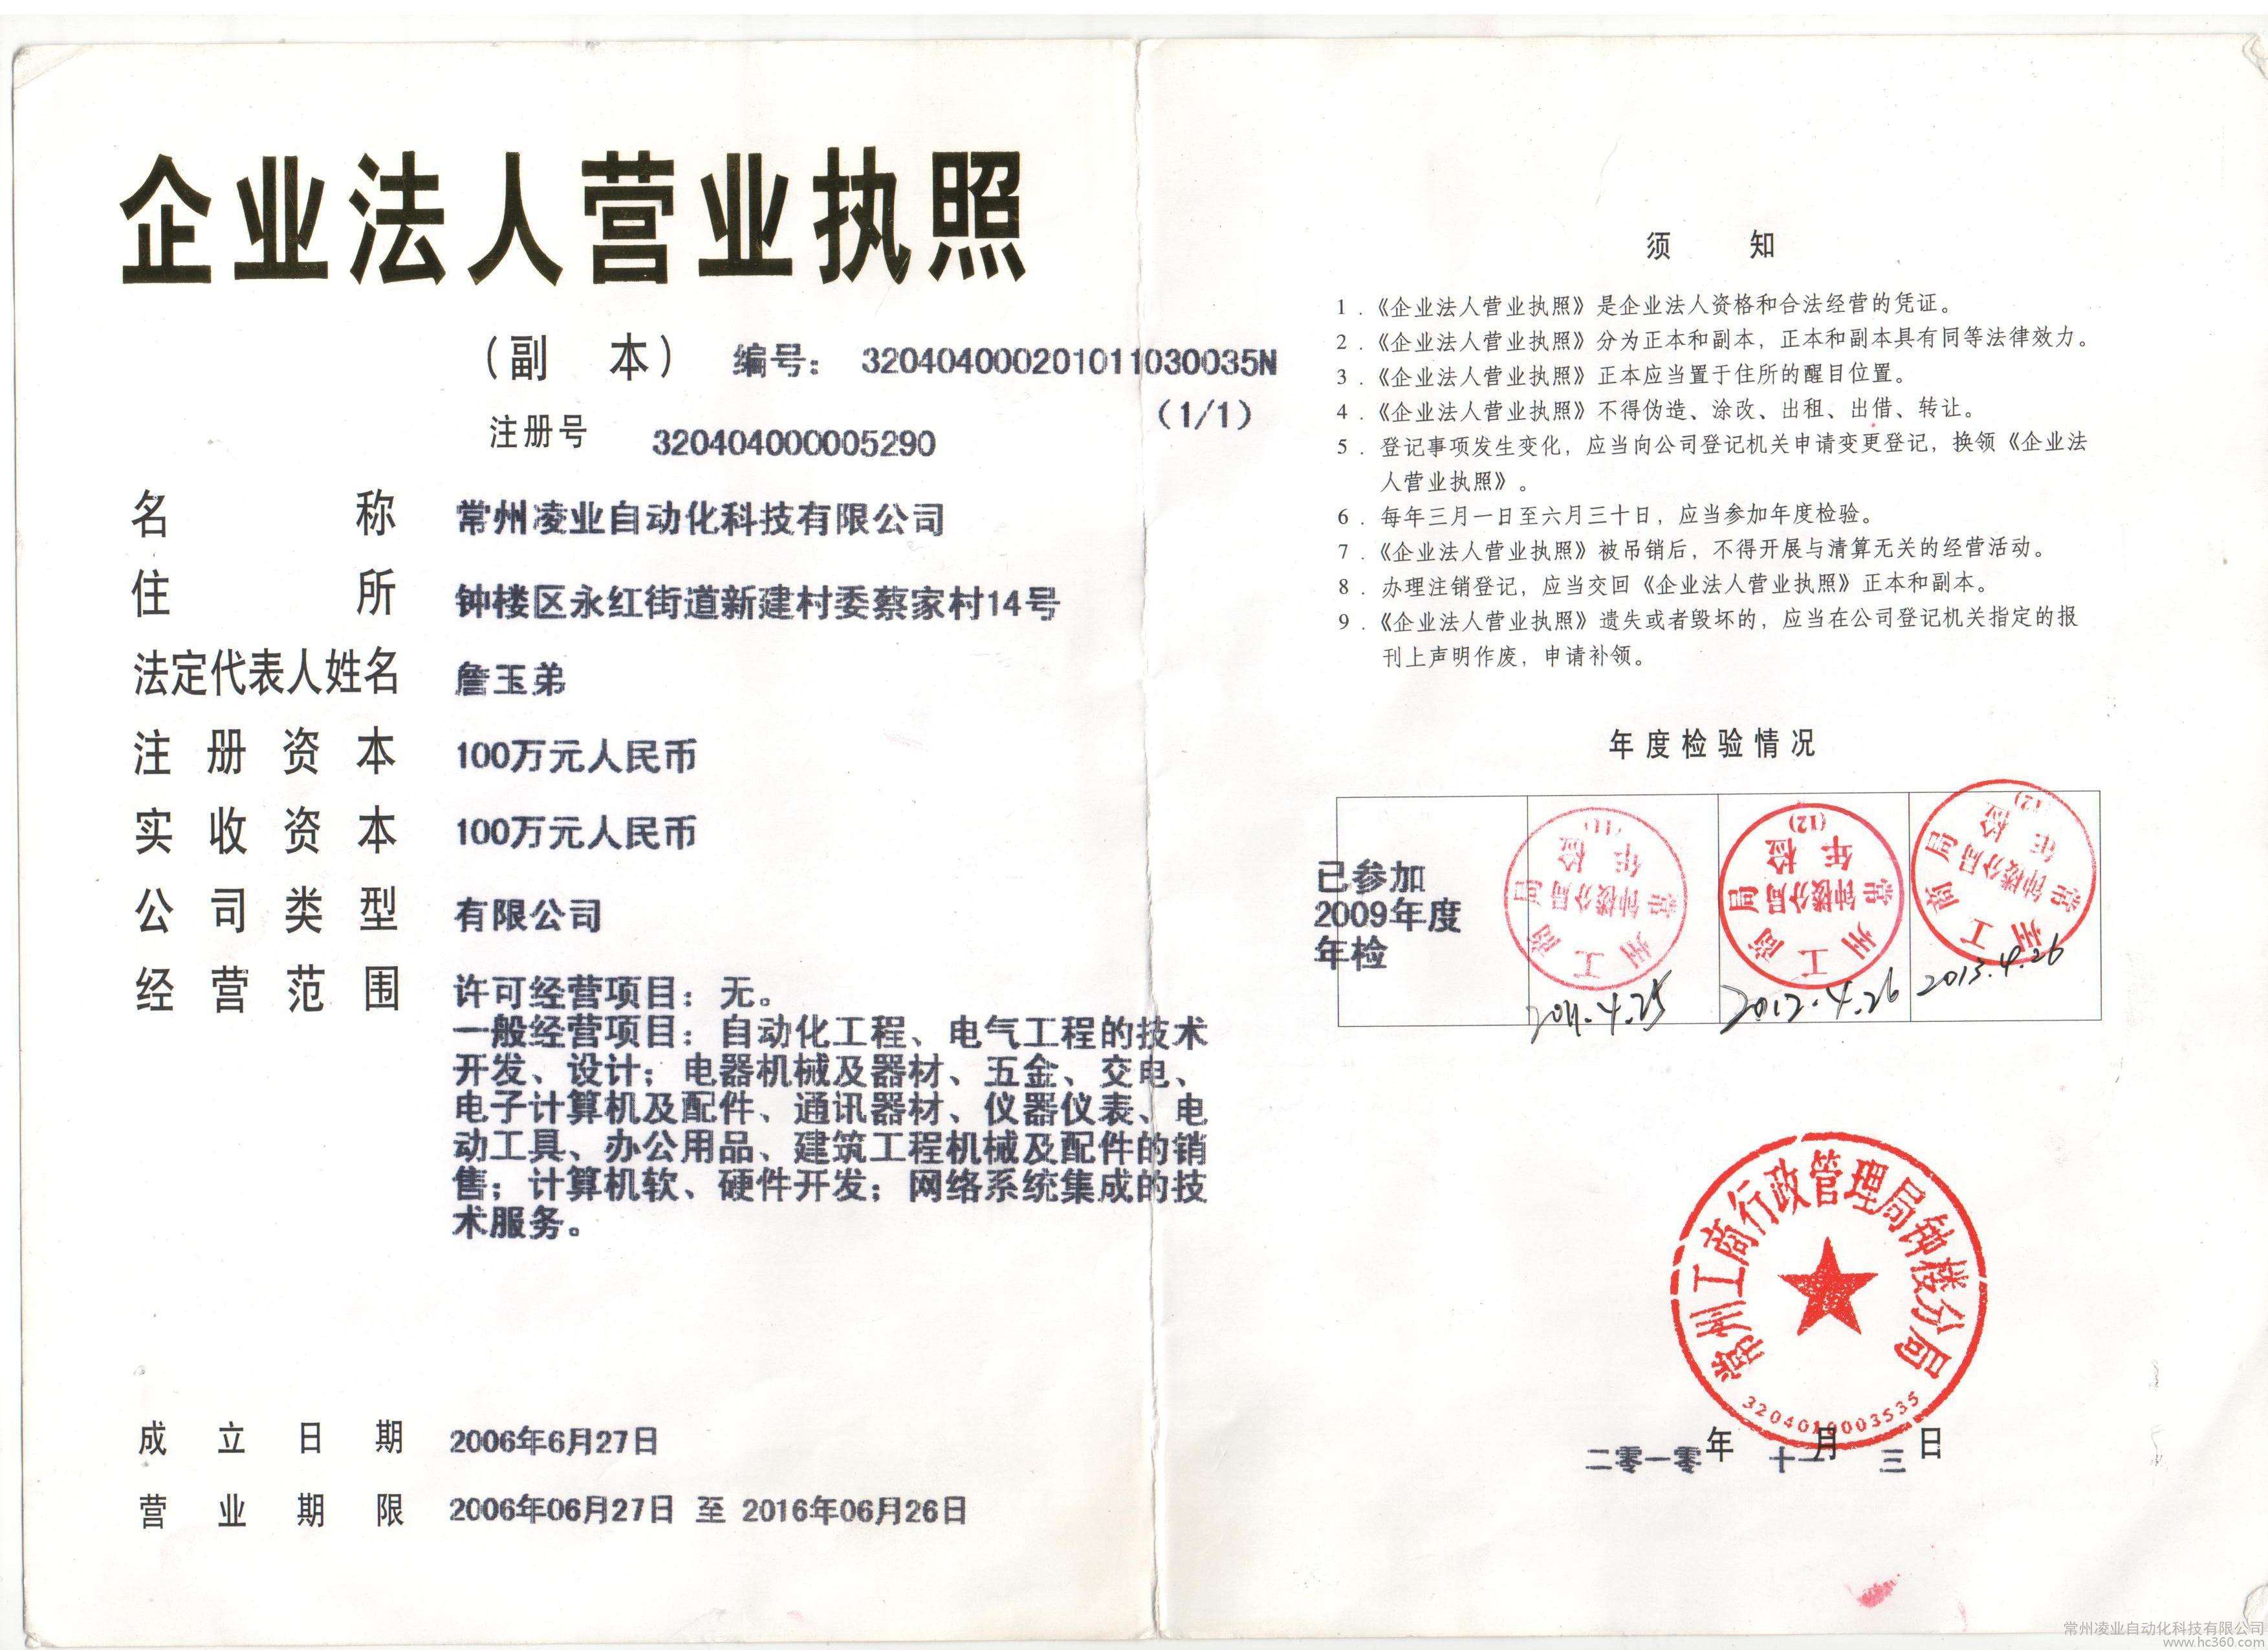 企业法人营业执照
（副 本） 编号： 320404000201011030035N
（1/1）
注册号 320404000005290
名称 常州凌业自动化科技有限公司
住所 钟楼区永红街道新建村委蔡家村14号
法定代表人姓名 詹玉弟
注册资本 100万元人民币
实收资本 100万元人民币
公司类型 有限公司
经营范围 许可经营项目：无。
一般经营项目：自动化工程、电气工程的技术
开发、设计；电器机械及器材、五金、交电、
电子计算机及配件、通讯器材、仪器仪表、电
动工具、办公用品、建筑工程机械及配件的销
售；计算机软、硬件开发；网络系统集成的技
术服务。
成立日期 2006年6月27日
营业期限 2006年06月27日 至 2016年06月26日
须 知
1．《企业法人营业执照》是企业法人资格和合法经营的凭证。
2．《企业法人营业执照》分为正本和副本，正本和副本具有同等法律效力。
3．《企业法人营业执照》正本应当置于住所的醒目位置。
4．《企业法人营业执照》不得伪造、涂改、出租、出借、转让。
5．登记事项发生变化，应当向公司登记机关申请变更登记，换领《企业法
人营业执照》。
6．每年三月一日至六月三十日，应当参加年度检验。
7．《企业法人营业执照》被吊销后，不得开展与清算无关的经营活动。
8．办理注销登记，应当交回《企业法人营业执照》正本和副本。
9．《企业法人营业执照》遗失或者毁坏的，应当在公司登记机关指定的报
刊上声明作废，申请补领。
年度检验情况
已参加
2009年度
年检
常州工商局
钟楼分局
年检
(11)
2011.4.25
常州工商局
钟楼分局
年检
(12)
2012.4.26
常州工商局
钟楼分局
年检
(12)
2013.4.26
常州工商行政管理局钟楼分局
3204010003535
二零一零年十一月三日
常州凌业自动化科技有限公司
www.hc360.com